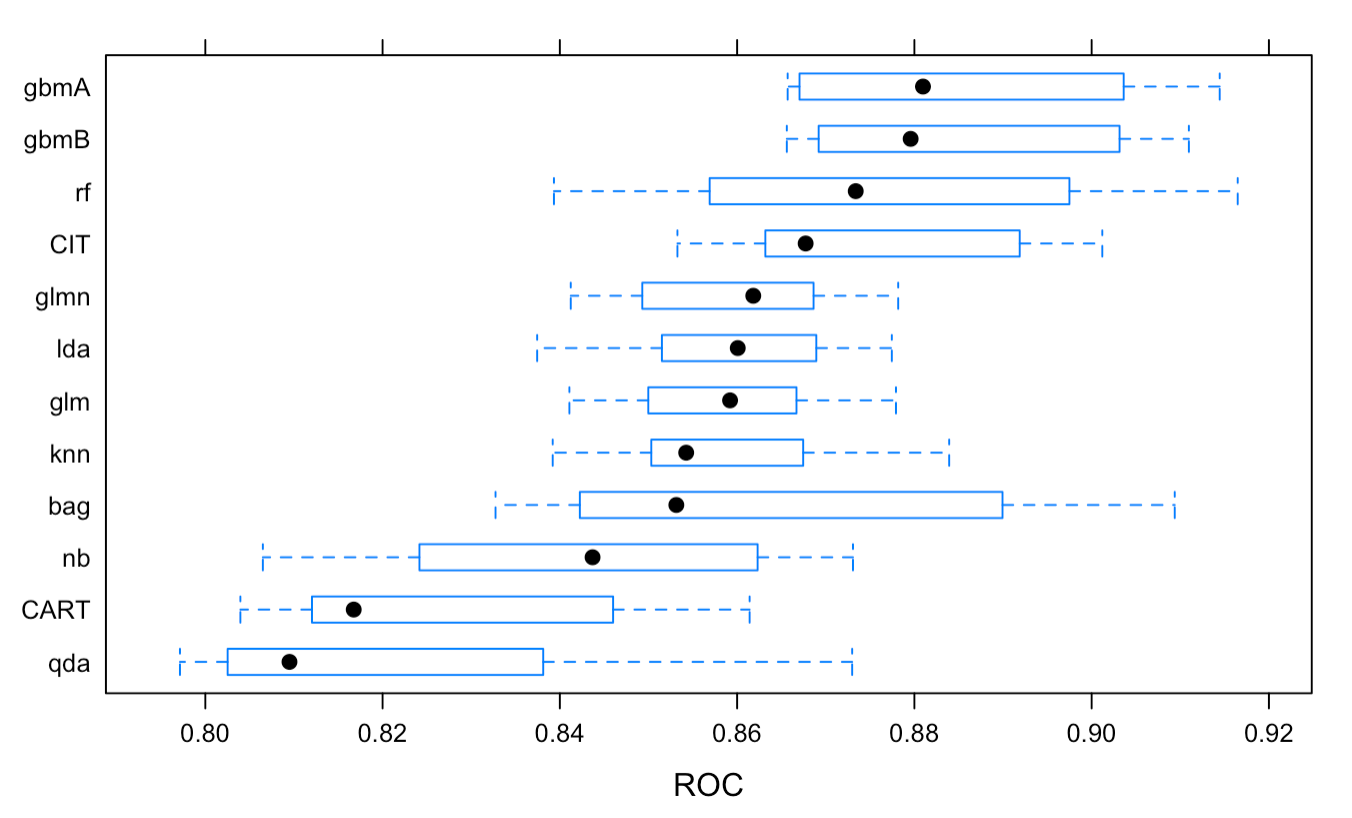 gbmA
gbmB
rf
CIT
glmn
lda
glm
knn
bag
nb
CART
qda
0.80 0.82 0.84 0.86 0.88 0.90 0.92
ROC